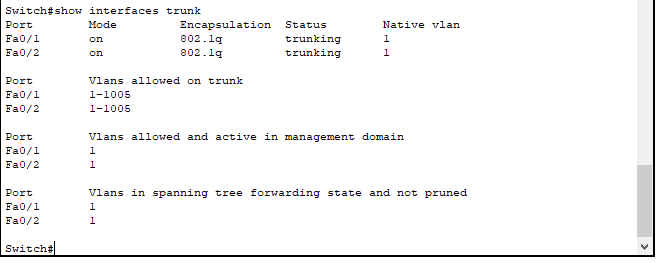 Switch#show interfaces trunk
Port Mode Encapsulation Status Native vlan
Fa0/1 on 802.1q trunking 1
Fa0/2 on 802.1q trunking 1
Port Vlans allowed on trunk
Fa0/1 1-1005
Fa0/2 1-1005
Port Vlans allowed and active in management domain
Fa0/1 1
Fa0/2 1
Port Vlans in spanning tree forwarding state and not pruned
Fa0/1 1
Fa0/2 1
Switch#